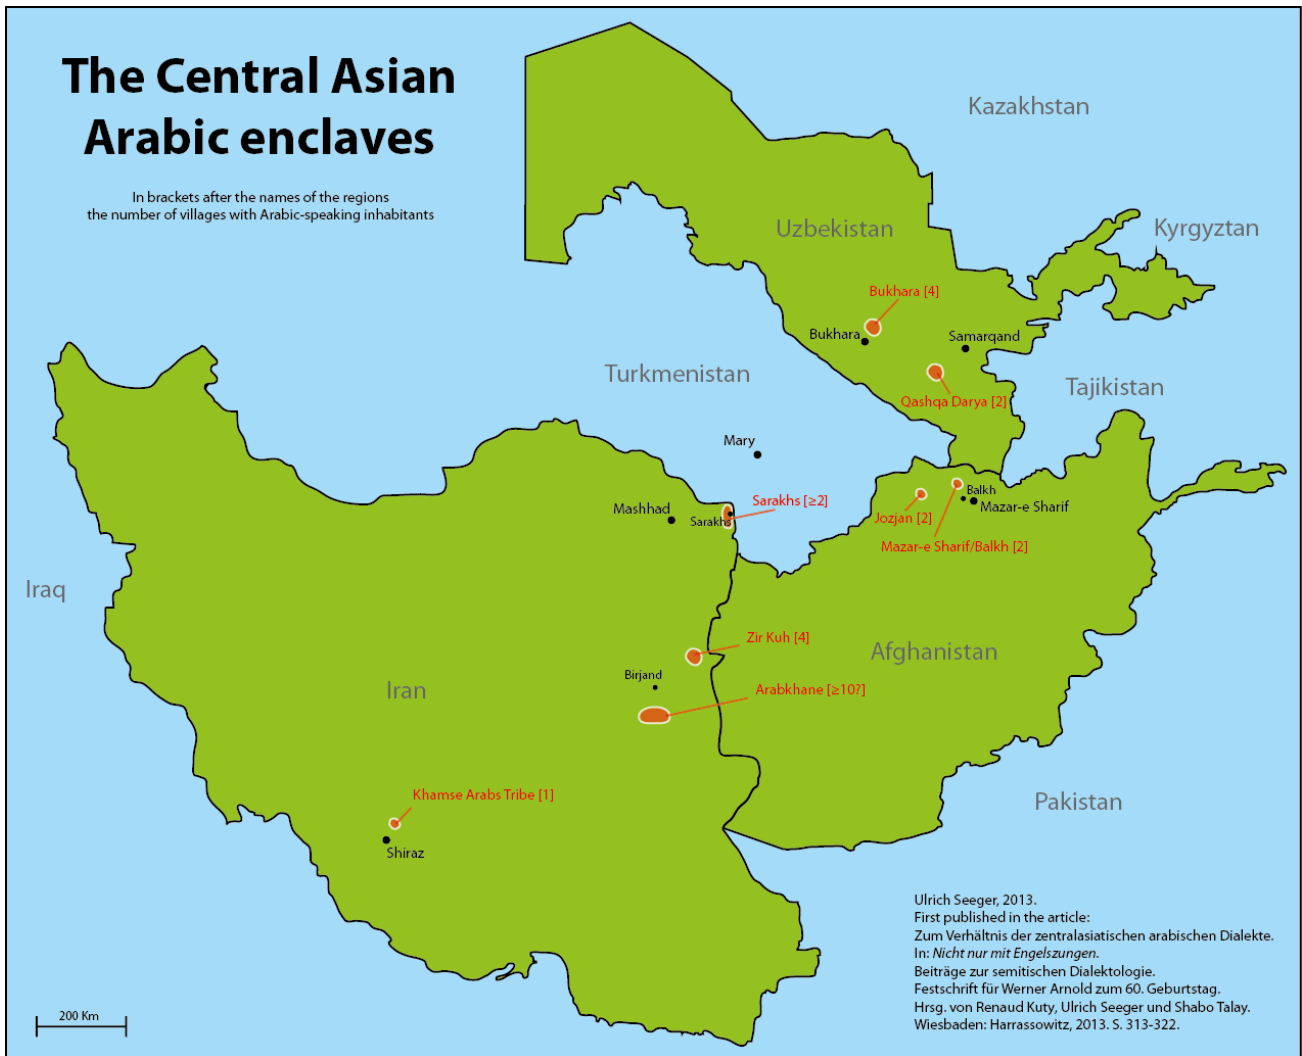 The Central Asian
Arabic enclaves
In brackets after the names of the regions
the number of villages with Arabic-speaking inhabitants
Kazakhstan
Uzbekistan
Kyrgyztan
Bukhara [4]
Bukhara
Samarqand
Turkmenistan
Tajikistan
Qashqa Darya [2]
Mary
Balkh
Mazar-e Sharif
Jozjan [2]
Mazar-e Sharif/Balkh [2]
Mashhad
Sarakhs [≥2]
Sarakhs
Iraq
Zir Kuh [4]
Afghanistan
Birjand
Iran
Arabkhane [≥10?]
Khamse Arabs Tribe [1]
Pakistan
Shiraz
Ulrich Seeger, 2013.
First published in the article:
Zum Verhältnis der zentralasiatischen arabischen Dialekte.
In: Nicht nur mit Engelszungen.
Beiträge zur semitischen Dialektologie.
Festschrift für Werner Arnold zum 60. Geburtstag.
Hrsg. von Renaud Kuty, Ulrich Seeger und Shabo Talay.
Wiesbaden: Harrassowitz, 2013. S. 313-322.
200 Km